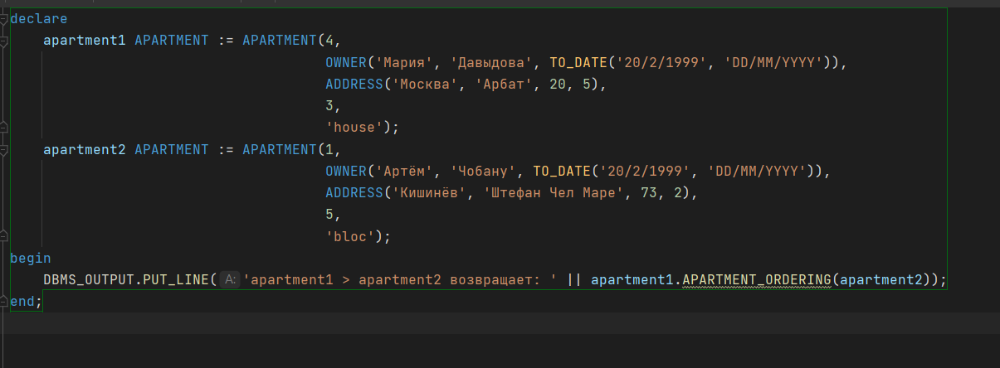 declare
    apartment1 APARTMENT := APARTMENT(4,
                                     OWNER('Мария', 'Давыдова', TO_DATE('20/2/1999', 'DD/MM/YYYY')),
                                     ADDRESS('Москва', 'Арбат', 20, 5),
                                     3,
                                     'house');
    apartment2 APARTMENT := APARTMENT(1,
                                     OWNER('Артём', 'Чобану', TO_DATE('20/2/1999', 'DD/MM/YYYY')),
                                     ADDRESS('Кишинёв', 'Штефан Чел Маре', 73, 2),
                                     5,
                                     'bloc');
begin
    DBMS_OUTPUT.PUT_LINE( A: 'apartment1 > apartment2 возвращает: ' || apartment1.APARTMENT_ORDERING(apartment2));
end;